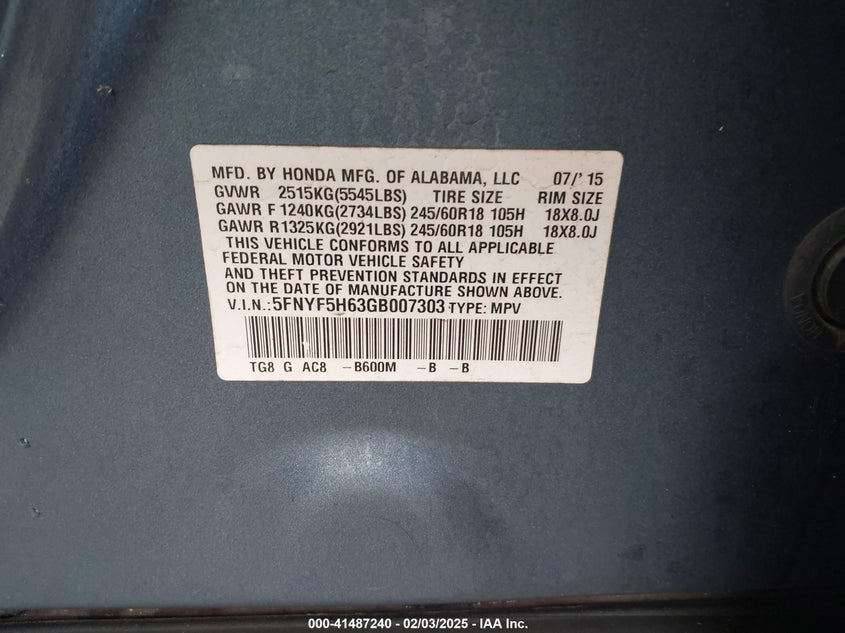 MFD. BY HONDA MFG. OF ALABAMA, LLC 07/'15
GVWR 2515KG(5545LBS) TIRE SIZE RIM SIZE
GAWR F 1240KG(2734LBS) 245/60R18 105H 18X8.0J
GAWR R1325KG(2921LBS) 245/60R18 105H 18X8.0J
THIS VEHICLE CONFORMS TO ALL APPLICABLE
FEDERAL MOTOR VEHICLE SAFETY
AND THEFT PREVENTION STANDARDS IN EFFECT
ON THE DATE OF MANUFACTURE SHOWN ABOVE.
V.I.N.:5FNYF5H63GB007303 TYPE: MPV
TG8 G AC8 -B600M -B -B
000-41487240 - 02/03/2025 - IAA Inc.